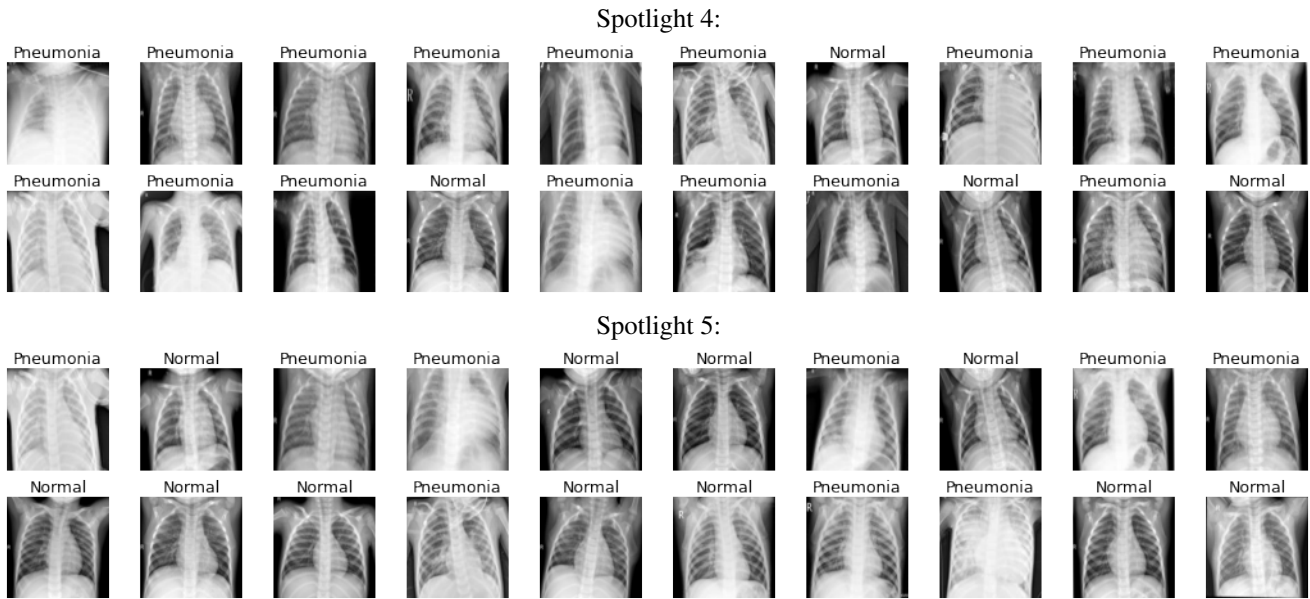 Spotlight 4:
Pneumonia Pneumonia Pneumonia Pneumonia Pneumonia Pneumonia Normal Pneumonia Pneumonia Pneumonia
R
Pneumonia Pneumonia Pneumonia Normal Pneumonia Pneumonia Pneumonia Normal Pneumonia Normal
Spotlight 5:
Pneumonia Normal Pneumonia Pneumonia Normal Normal Pneumonia Normal Pneumonia Pneumonia
R
Normal Normal Normal Pneumonia Normal Normal Pneumonia Pneumonia Normal Normal
R R